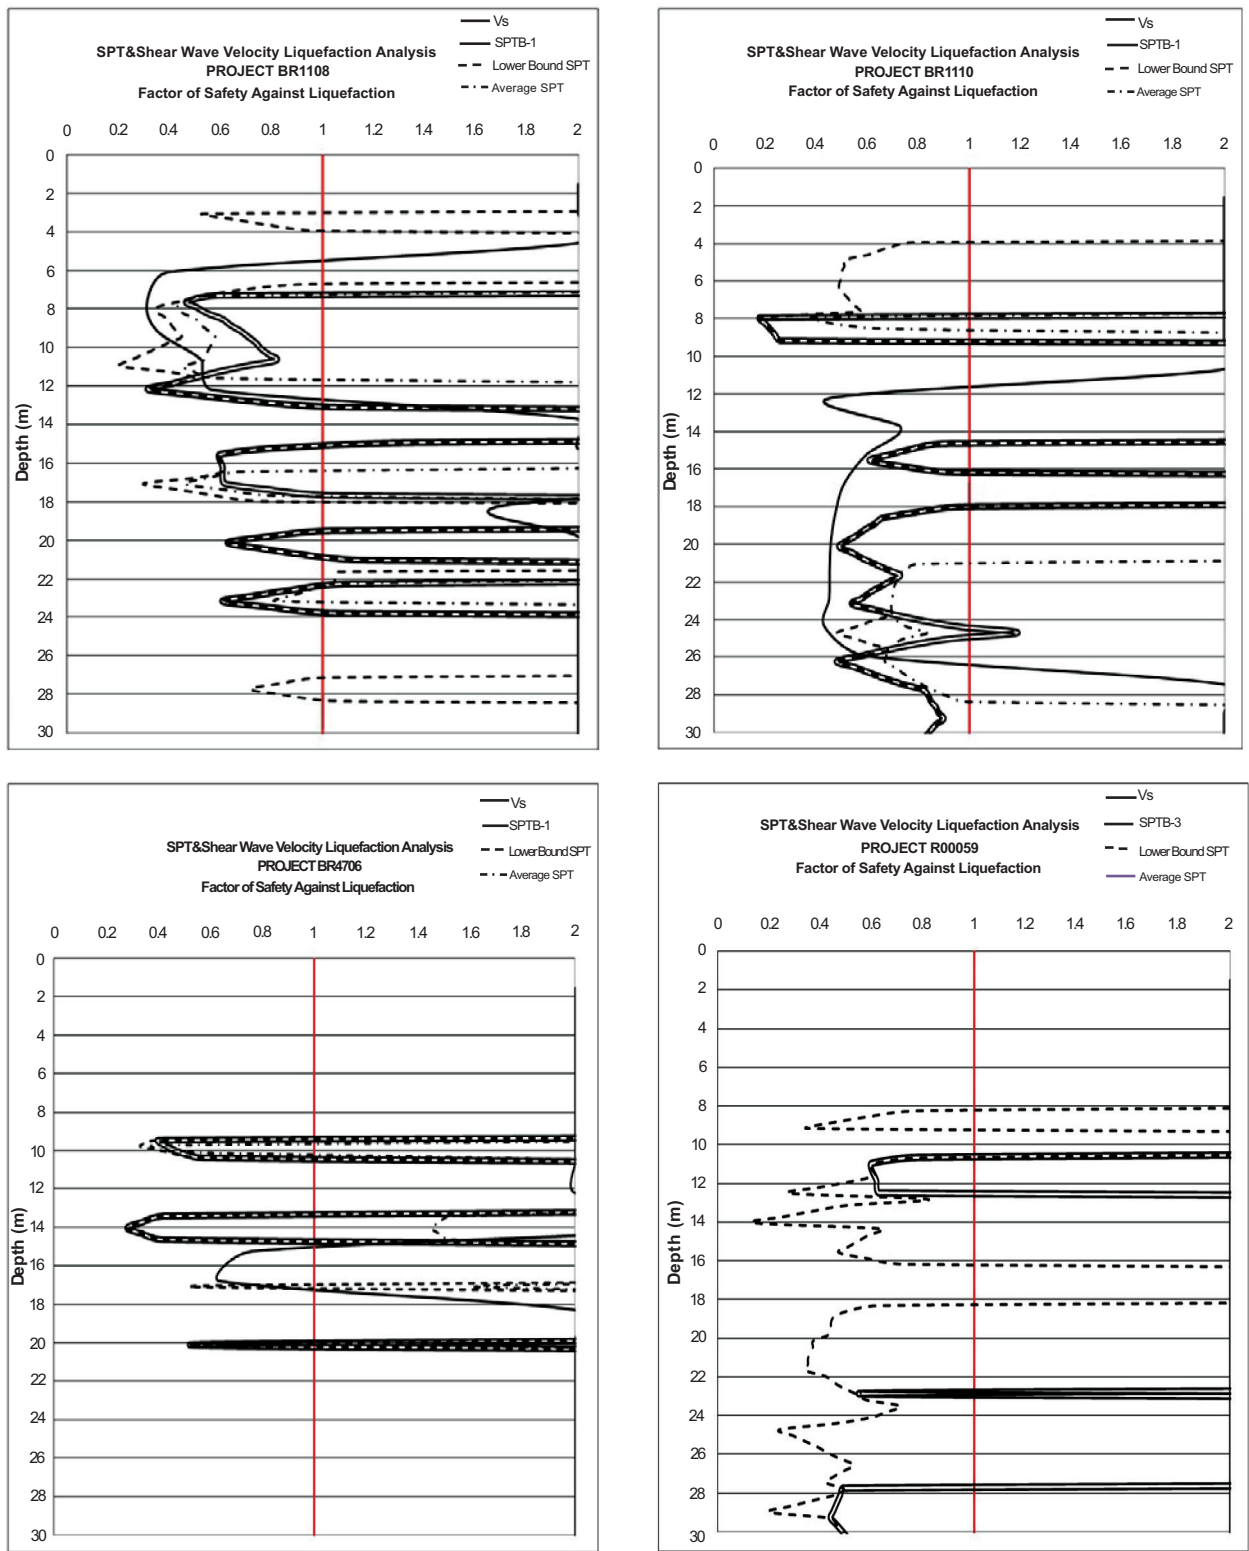 Vs
SPT&Shear Wave Velocity Liquefaction Analysis
SPTB-1
PROJECT BR1108
Lower Bound SPT
Factor of Safety Against Liquefaction
Average SPT
0 0.2 0.4 0.6 0.8 1 1.2 1.4 1.6 1.8 2
0
2
4
6
8
10
12
14
16
18
20
22
24
26
28
30
Depth (m)
Vs
SPT&Shear Wave Velocity Liquefaction Analysis
SPTB-1
PROJECT BR1110
Lower Bound SPT
Factor of Safety Against Liquefaction
Average SPT
0 0.2 0.4 0.6 0.8 1 1.2 1.4 1.6 1.8 2
0
2
4
6
8
10
12
14
16
18
20
22
24
26
28
30
Depth (m)
Vs
SPTB-1
SPT&Shear Wave Velocity Liquefaction Analysis
Lower Bound SPT
PROJECT BR4706
Average SPT
Factor of Safety Against Liquefaction
0 0.2 0.4 0.6 0.8 1 1.2 1.4 1.6 1.8 2
0
2
4
6
8
10
12
14
16
18
20
22
24
26
28
30
Depth (m)
Vs
SPT&Shear Wave Velocity Liquefaction Analysis
SPTB-3
PROJECT R00059
Lower Bound SPT
Factor of Safety Against Liquefaction
Average SPT
0 0.2 0.4 0.6 0.8 1 1.2 1.4 1.6 1.8 2
0
2
4
6
8
10
12
14
16
18
20
22
24
26
28
30
Depth (m)